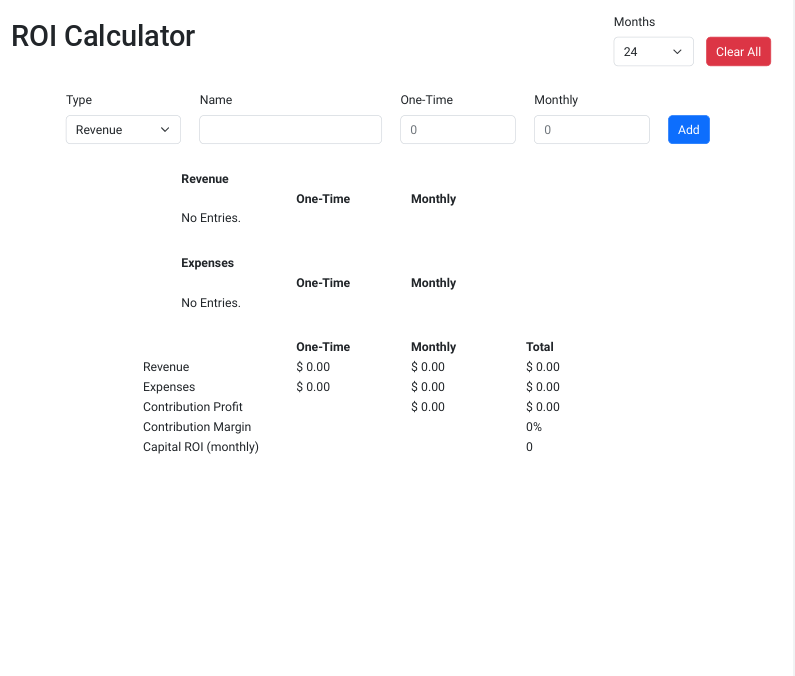 ROI Calculator
Months
24
Clear All
Type Name One-Time Monthly
Revenue 0 0 Add
Revenue
One-Time Monthly
No Entries.
Expenses
One-Time Monthly
No Entries.
One-Time Monthly Total
Revenue $ 0.00 $ 0.00 $ 0.00
Expenses $ 0.00 $ 0.00 $ 0.00
Contribution Profit $ 0.00 $ 0.00
Contribution Margin 0%
Capital ROI (monthly) 0